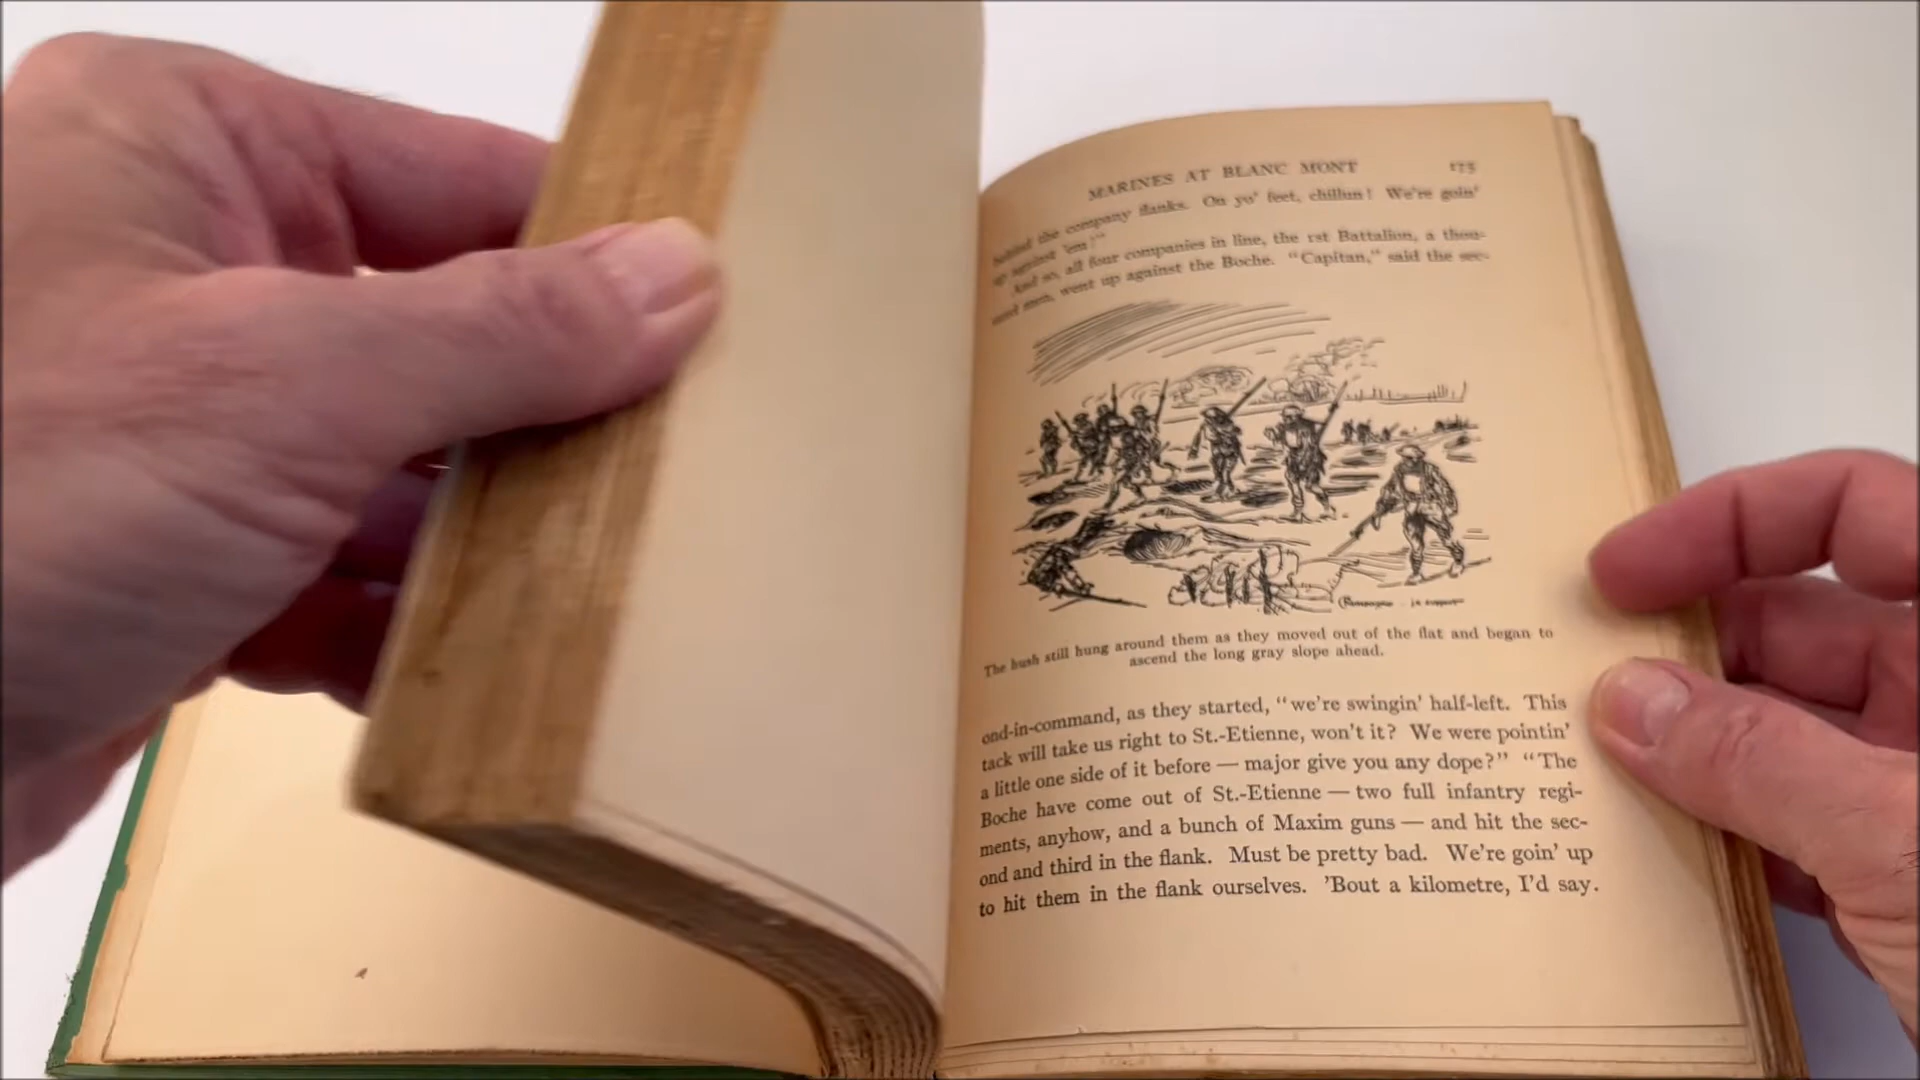 MARINES AT BLANC MONT 175
behind the company flanks. On yo' feet, chillun! We're goin'
up against 'em!"
And so, all four companies in line, the 1st Battalion, a thou-
sand men, went up against the Boche. "Capitan," said the sec-
The hush still hung around them as they moved out of the flat and began to
ascend the long gray slope ahead.
ond-in-command, as they started, "we're swingin' half-left. This
tack will take us right to St.-Etienne, won't it? We were pointin'
a little one side of it before — major give you any dope?" "The
Boche have come out of St.-Etienne — two full infantry regi-
ments, anyhow, and a bunch of Maxim guns — and hit the sec-
ond and third in the flank. Must be pretty bad. We're goin' up
to hit them in the flank ourselves. 'Bout a kilometre, I'd say.